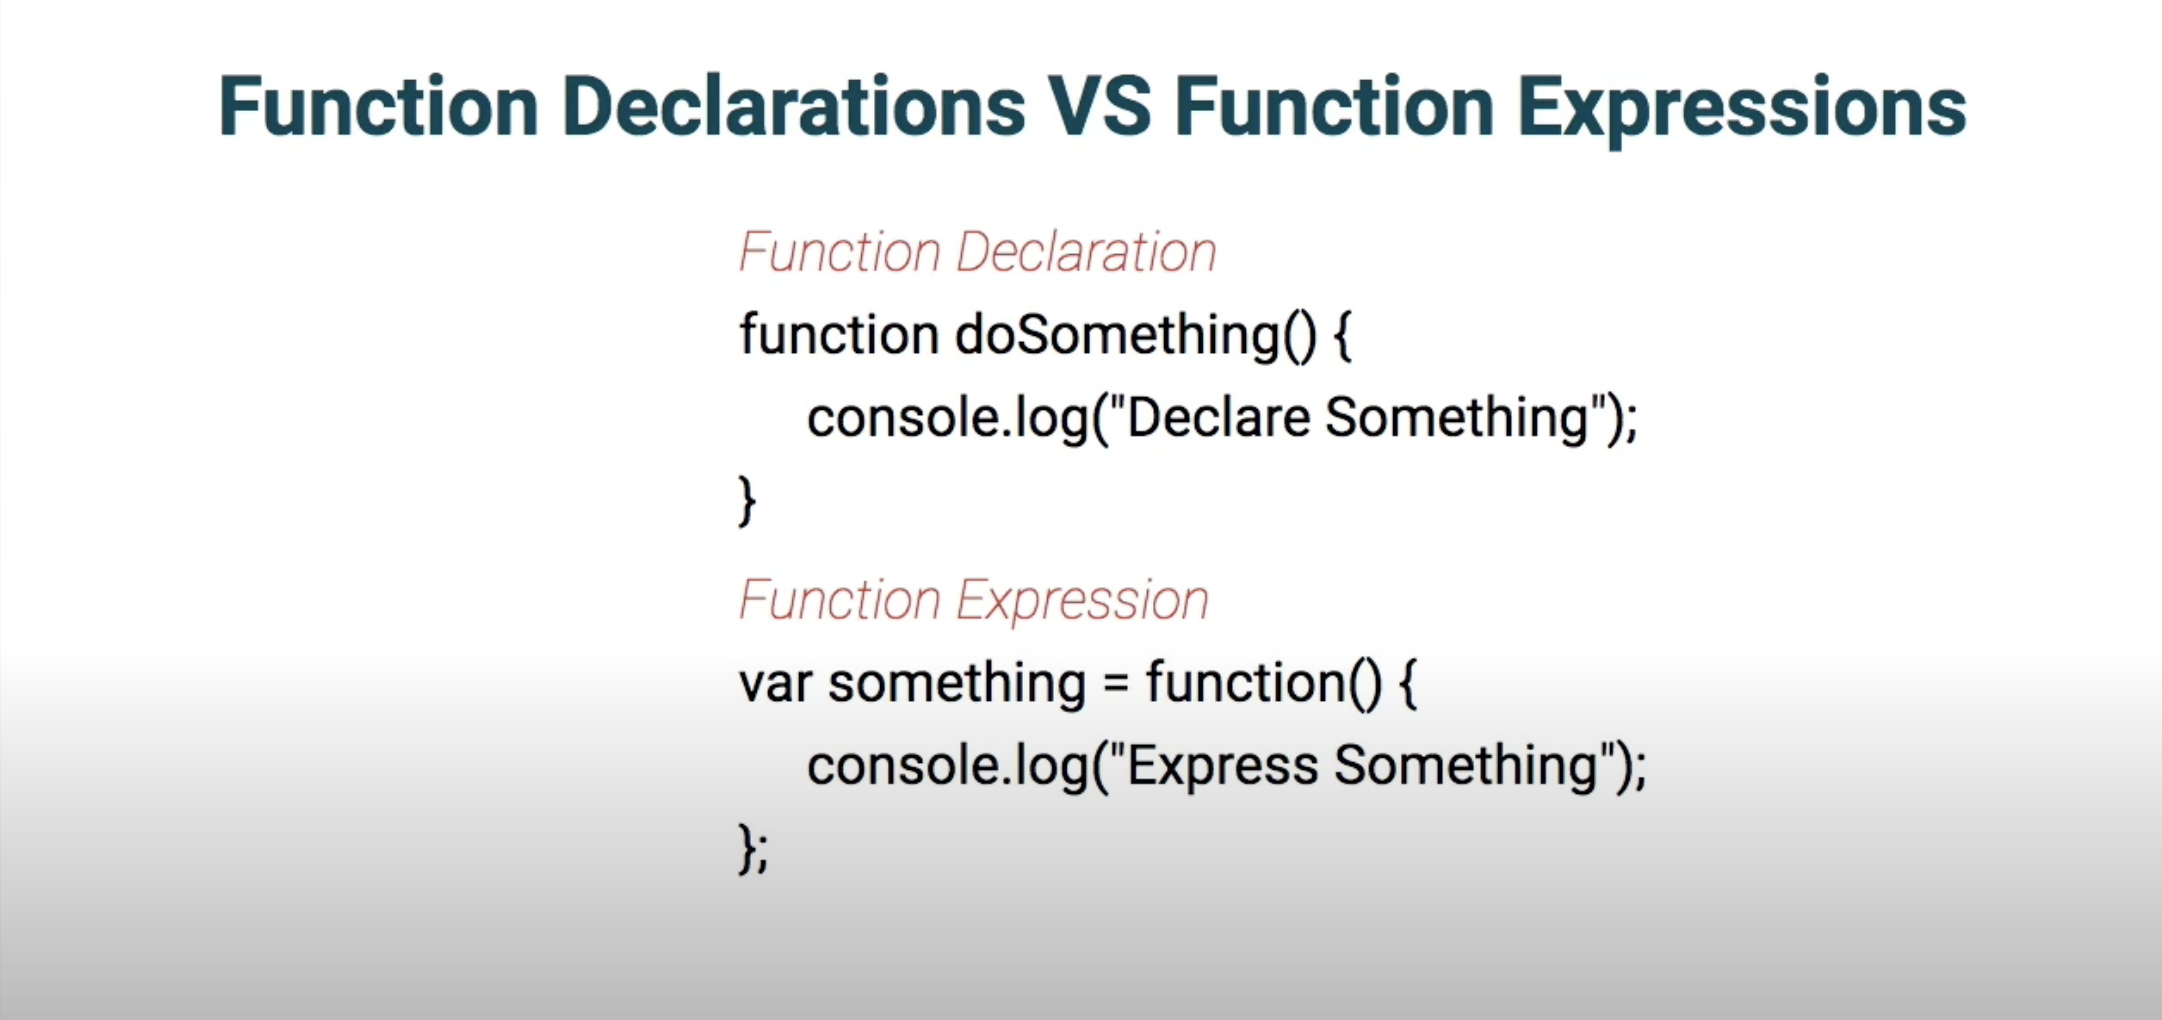 Function Declarations VS Function Expressions
Function Declaration
function doSomething() {
console.log("Declare Something");
}
Function Expression
var something = function() {
console.log("Express Something");
};